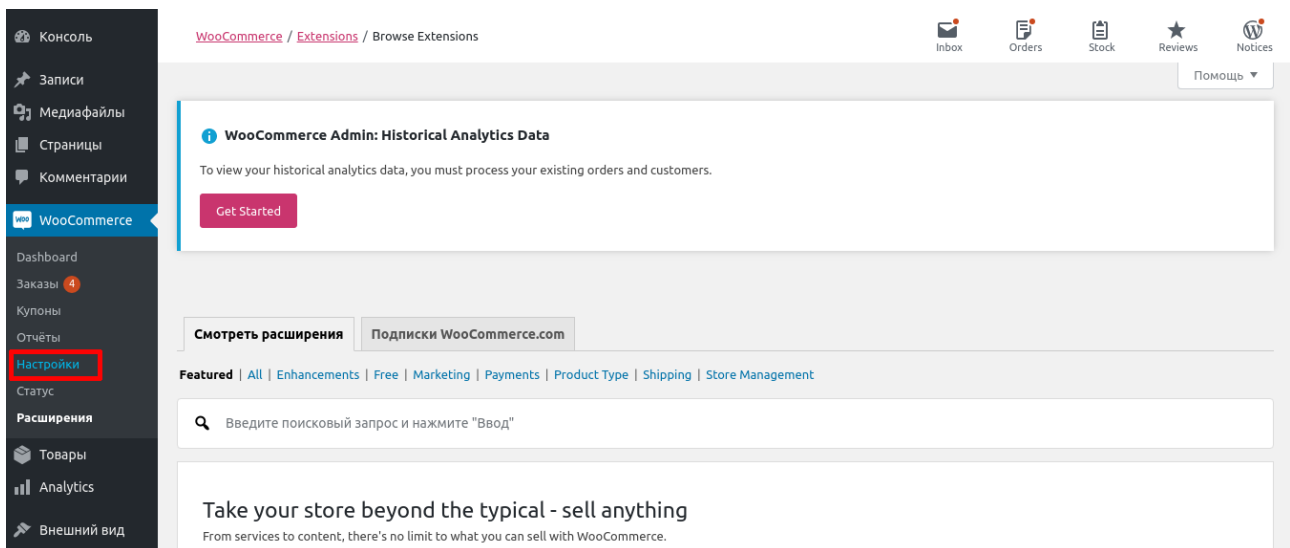 Консоль
Записи
Медиафайлы
Страницы
Комментарии
woo WooCommerce
Dashboard
Заказы 4
Купоны
Отчёты
Настройки
Статус
Расширения
Товары
Analytics
Внешний вид
WooCommerce / Extensions / Browse Extensions
Inbox
Orders
Stock
Reviews
Notices
Помощь
WooCommerce Admin: Historical Analytics Data
To view your historical analytics data, you must process your existing orders and customers.
Get Started
Смотреть расширения
Подписки WooCommerce.com
Featured | All | Enhancements | Free | Marketing | Payments | Product Type | Shipping | Store Management
Введите поисковый запрос и нажмите "Ввод"
Take your store beyond the typical - sell anything
From services to content, there's no limit to what you can sell with WooCommerce.